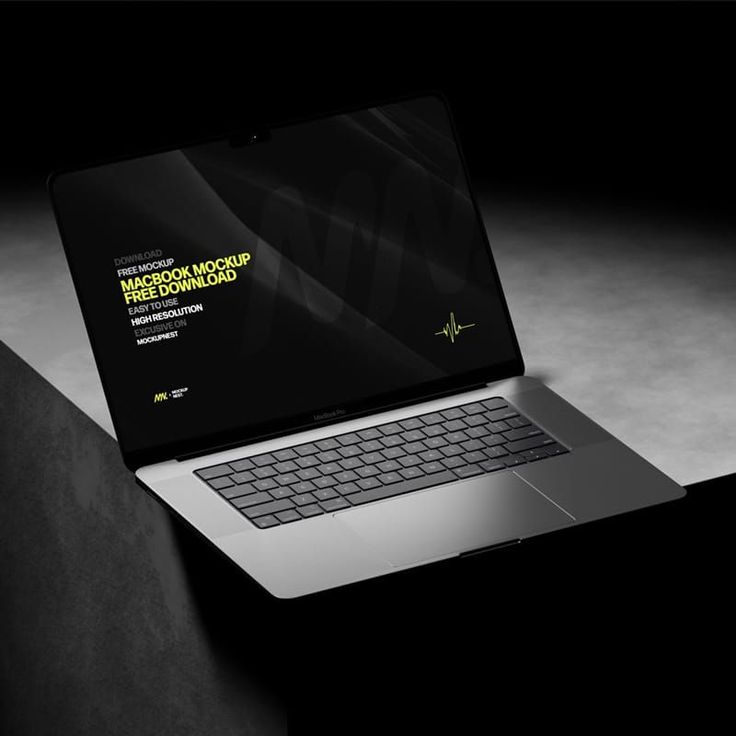 DOWNLOAD
FREE MOCKUP
MACBOOK MOCKUP
FREE DOWNLOAD
EASY TO USE
HIGH RESOLUTION
EXCUSIVE ON
MOCKUPNEST
MN. × MOCKUP
NEST.
MacBook Pro